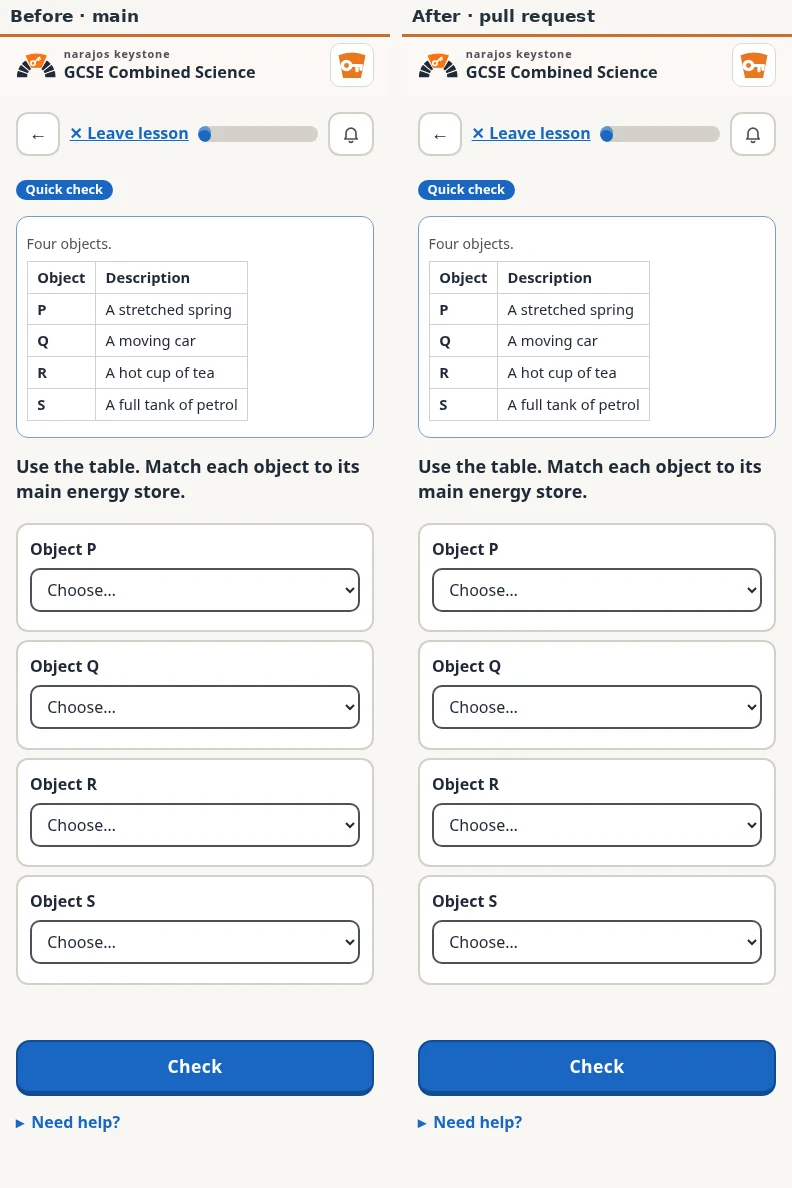 Before · main
narajos keystone
GCSE Combined Science
← ✕ Leave lesson
Quick check
Four objects.
Object Description
P A stretched spring
Q A moving car
R A hot cup of tea
S A full tank of petrol
Use the table. Match each object to its
main energy store.
Object P
Choose...
Object Q
Choose...
Object R
Choose...
Object S
Choose...
Check
▸ Need help?
After · pull request
narajos keystone
GCSE Combined Science
← ✕ Leave lesson
Quick check
Four objects.
Object Description
P A stretched spring
Q A moving car
R A hot cup of tea
S A full tank of petrol
Use the table. Match each object to its
main energy store.
Object P
Choose...
Object Q
Choose...
Object R
Choose...
Object S
Choose...
Check
▸ Need help?